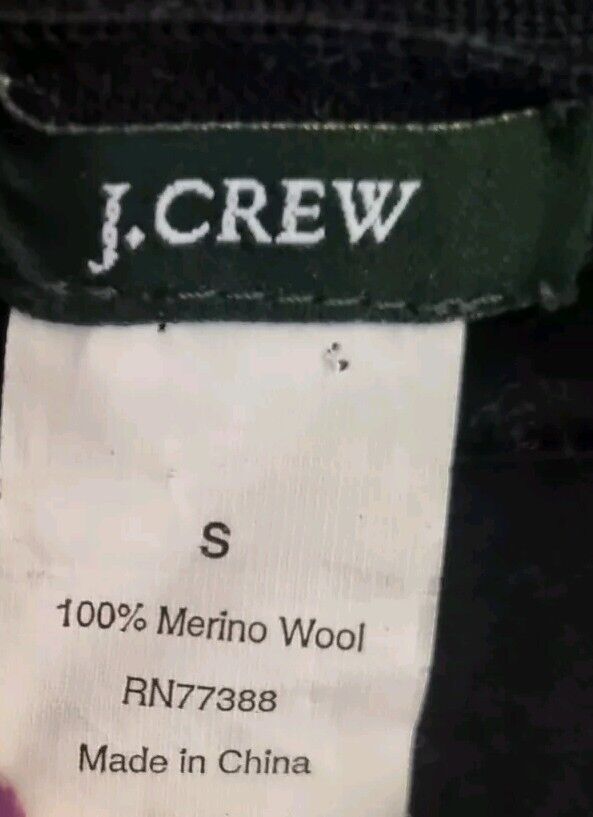 J.CREW
S
100% Merino Wool
RN77388
Made in China